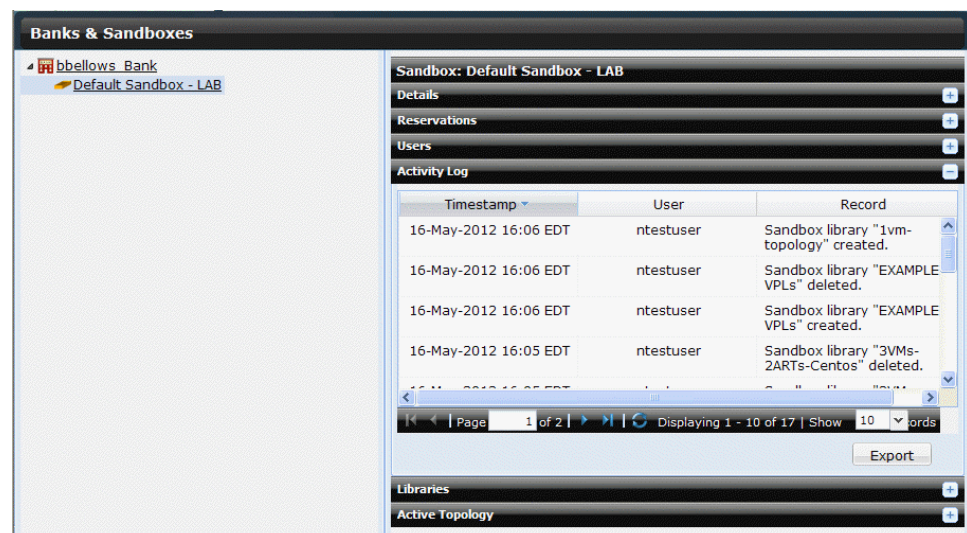 Banks & Sandboxes
bbellows_Bank
Default Sandbox - LAB
Sandbox: Default Sandbox - LAB
Details
Reservations
Users
Activity Log
Timestamp User Record
16-May-2012 16:06 EDT ntestuser Sandbox library "1vm-
topology" created.
16-May-2012 16:06 EDT ntestuser Sandbox library "EXAMPLE
VPLs" deleted.
16-May-2012 16:06 EDT ntestuser Sandbox library "EXAMPLE
VPLs" created.
16-May-2012 16:05 EDT ntestuser Sandbox library "3VMs-
2ARTs-Centos" deleted.
Page 1 of 2 Displaying 1 - 10 of 17 | Show 10 ords
Export
Libraries
Active Topology